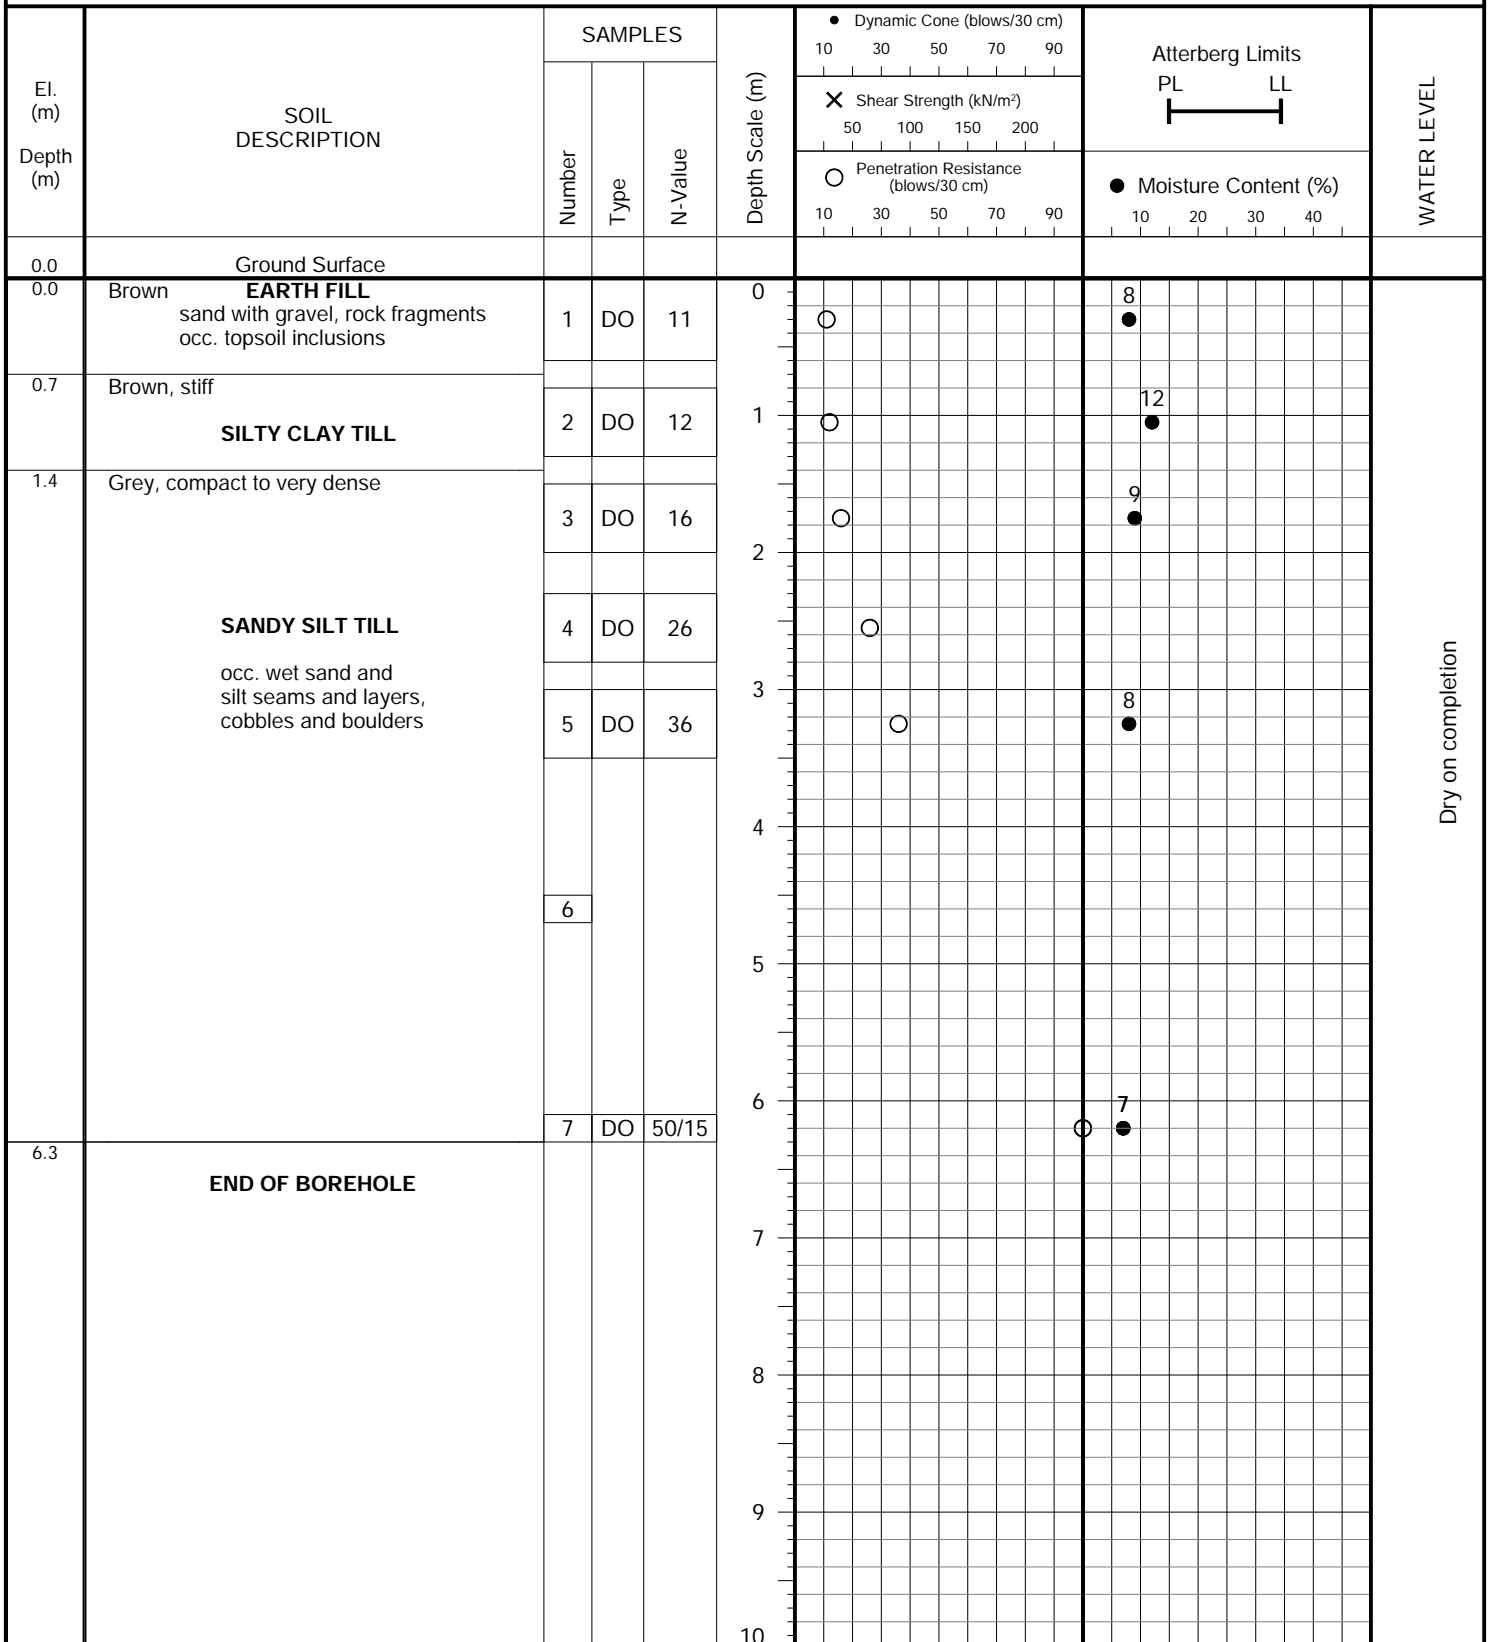 El.
(m)
Depth
(m)
SOIL
DESCRIPTION
SAMPLES
Number
Type
N-Value
Depth Scale (m)
Dynamic Cone (blows/30 cm)
10 30 50 70 90
Shear Strength (kN/m²)
50 100 150 200
Penetration Resistance
(blows/30 cm)
10 30 50 70 90
Atterberg Limits
PL LL
Moisture Content (%)
10 20 30 40
WATER LEVEL
0.0 Ground Surface
0.0 Brown EARTH FILL
sand with gravel, rock fragments
occ. topsoil inclusions
1 DO 11
0
8
0.7 Brown, stiff
SILTY CLAY TILL
2 DO 12
1
12
1.4 Grey, compact to very dense
3 DO 16
9
2
SANDY SILT TILL
4 DO 26
occ. wet sand and
silt seams and layers,
cobbles and boulders
3
5 DO 36
8
Dry on completion
4
6
5
6
7 DO 50/15
7
6.3
END OF BOREHOLE
7
8
9
10